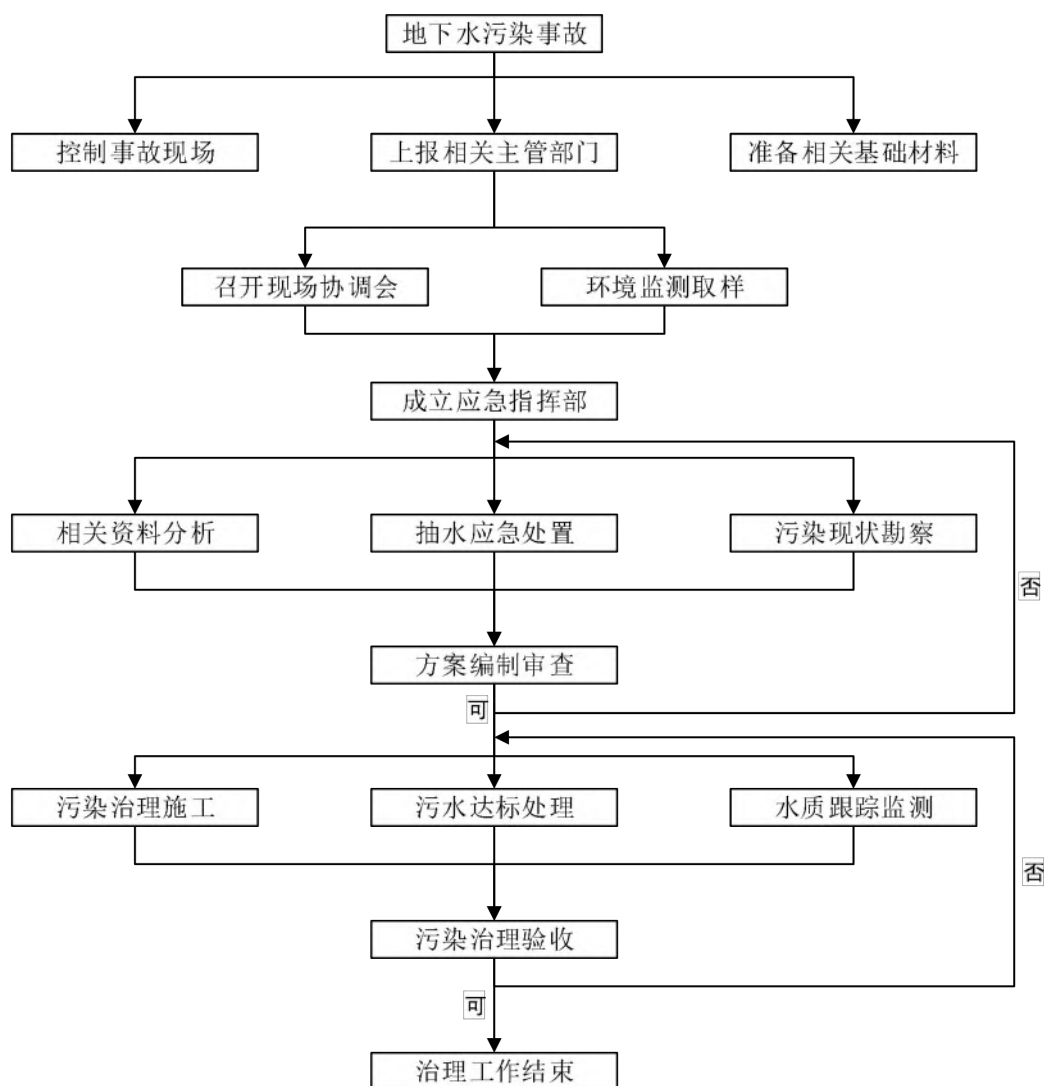 地下水污染事故
控制事故现场
上报相关主管部门
准备相关基础材料
召开现场协调会
环境监测取样
成立应急指挥部
相关资料分析
抽水应急处置
污染现状勘察
否
方案编制审查
可
污染治理施工
污水达标处理
水质跟踪监测
否
污染治理验收
可
治理工作结束